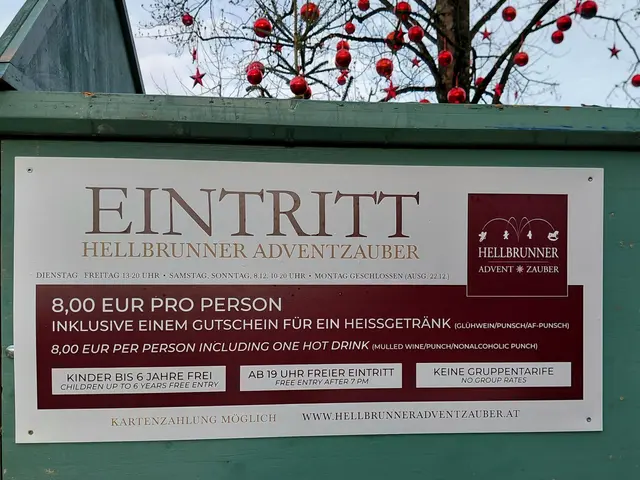 EINTRITT
HELLBRUNNER ADVENTZAUBER
DIENSTAG - FREITAG 13-20 UHR • SAMSTAG, SONNTAG, 8.12. 10-20 UHR • MONTAG GESCHLOSSEN (AUSG. 22.12.)
HELLBRUNNER
ADVENT ZAUBER
8,00 EUR PRO PERSON
INKLUSIVE EINEM GUTSCHEIN FÜR EIN HEISSGETRÄNK (GLÜHWEIN/PUNSCH/AF-PUNSCH)
8,00 EUR PER PERSON INCLUDING ONE HOT DRINK (MULLED WINE/PUNCH/NONALCOHOLIC PUNCH)
KINDER BIS 6 JAHRE FREI
CHILDREN UP TO 6 YEARS FREE ENTRY
AB 19 UHR FREIER EINTRITT
FREE ENTRY AFTER 7 PM
KEINE GRUPPENTARIFE
NO GROUP RATES
KARTENZAHLUNG MÖGLICH WWW.HELLBRUNNERADVENTZAUBER.AT